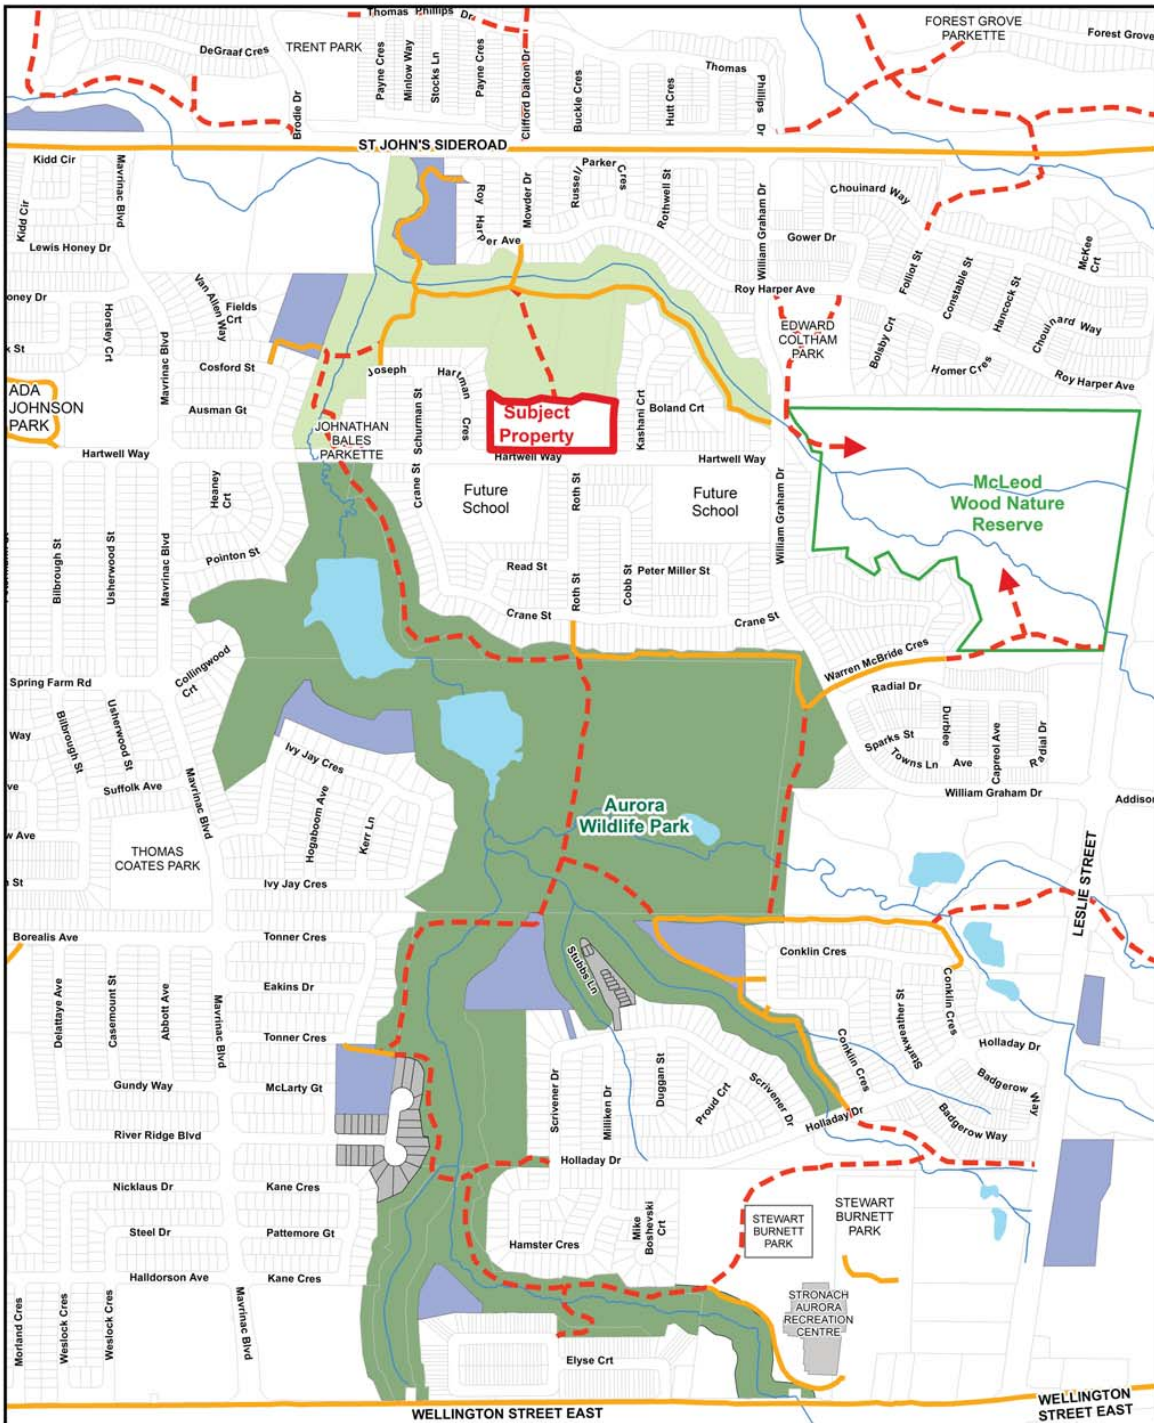 Thomas Phillips Dr
FOREST GROVE
PARKETTE
Forest Grove
DeGraaf Cres
TRENT PARK
Payne Cres
Minlow Way
Stocks Ln
Payne Cres
Clifford Dalton Dr
Buckle Cres
Hutt Cres
Thomas
Phillips Dr
Brodie Dr
ST JOHN'S SIDEROAD
Kidd Cir
Kidd Cir
Mavrinac Blvd
Lewis Honey Dr
Roy Harper Ave
Mowder Dr
Russell
Parker
Cres
Rothwell St
William Graham Dr
Chouinard Way
Gower Dr
McKee
Crt
Folliot St
Constable St
Hancock St
Chouinard Way
Roy Harper Ave
oney Dr
Horsley Crt
Van Allen Way
Fields
Crt
Mavrinac Blvd
k St
Cosford St
Ausman Gt
EDWARD
COLTHAM
PARK
Bolsby Crt
Homer Cres
Roy Harper Ave
ADA
JOHNSON
PARK
Joseph
Hartman
Cres
Schurman St
JOHNATHAN
BALES
PARKETTE
Subject
Property
Kashani Crt
Boland Crt
Hartwell Way
Hartwell Way
Hartwell Way
Heaney
Crt
Crane St
Future
School
Roth St
Future
School
William Graham Dr
McLeod
Wood Nature
Reserve
Bilbrough St
Usherwood St
Mavrinac Blvd
Pointon St
Read St
Roth St
Cobb St
Peter Miller St
Crane St
Crane St
Collingwood
Crt
Warren McBride Cres
Spring Farm Rd
Radial Dr
Way
Bilbrough St
Usherwood St
Sparks St
Towns Ln
Durblee
Ave
Capreol Ave
Radial Dr
Ivy Jay Cres
ve
Suffolk Ave
Mavrinac Blvd
Hogaboom Ave
Kerr Ln
William Graham Dr
Addison
Aurora
Wildlife Park
w Ave
THOMAS
COATES PARK
LESLIE STREET
St
Ivy Jay Cres
Borealis Ave
Tonner Cres
Conklin Cres
Stubbs Ln
Delattaye Ave
Casemount St
Abbott Ave
Mavrinac Blvd
Eakins Dr
Starkweather St
Conklin Cres
Tonner Cres
Conklin Cres
Holladay Dr
Gundy Way
McLarty Gt
Scrivener Dr
Milliken Dr
Duggan St
Proud Crt
Scrivener Dr
Badgerow
Way
Badgerow Way
Holladay Dr
River Ridge Blvd
Holladay Dr
Nicklaus Dr
Kane Cres
Steel Dr
Pattemore Gt
Hamster Cres
Mike
Boshevski
Crt
STEWART
BURNETT
PARK
STEWART
BURNETT
PARK
Halldorson Ave
Kane Cres
Morland Cres
Weslock Cres
Weslock Cres
Mavrinac Blvd
STRONACH
AURORA
RECREATION
CENTRE
Elyse Crt
WELLINGTON STREET EAST
WELLINGTON
STREET EAST